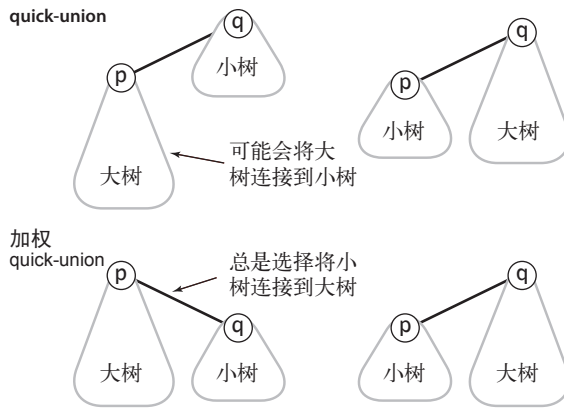 quick-union
q
q
p
小树
p
小树
大树
大树
可能会将大
树连接到小树
加权
quick-union
p
总是选择将小
树连接到大树
q
q
p
大树
小树
小树
大树